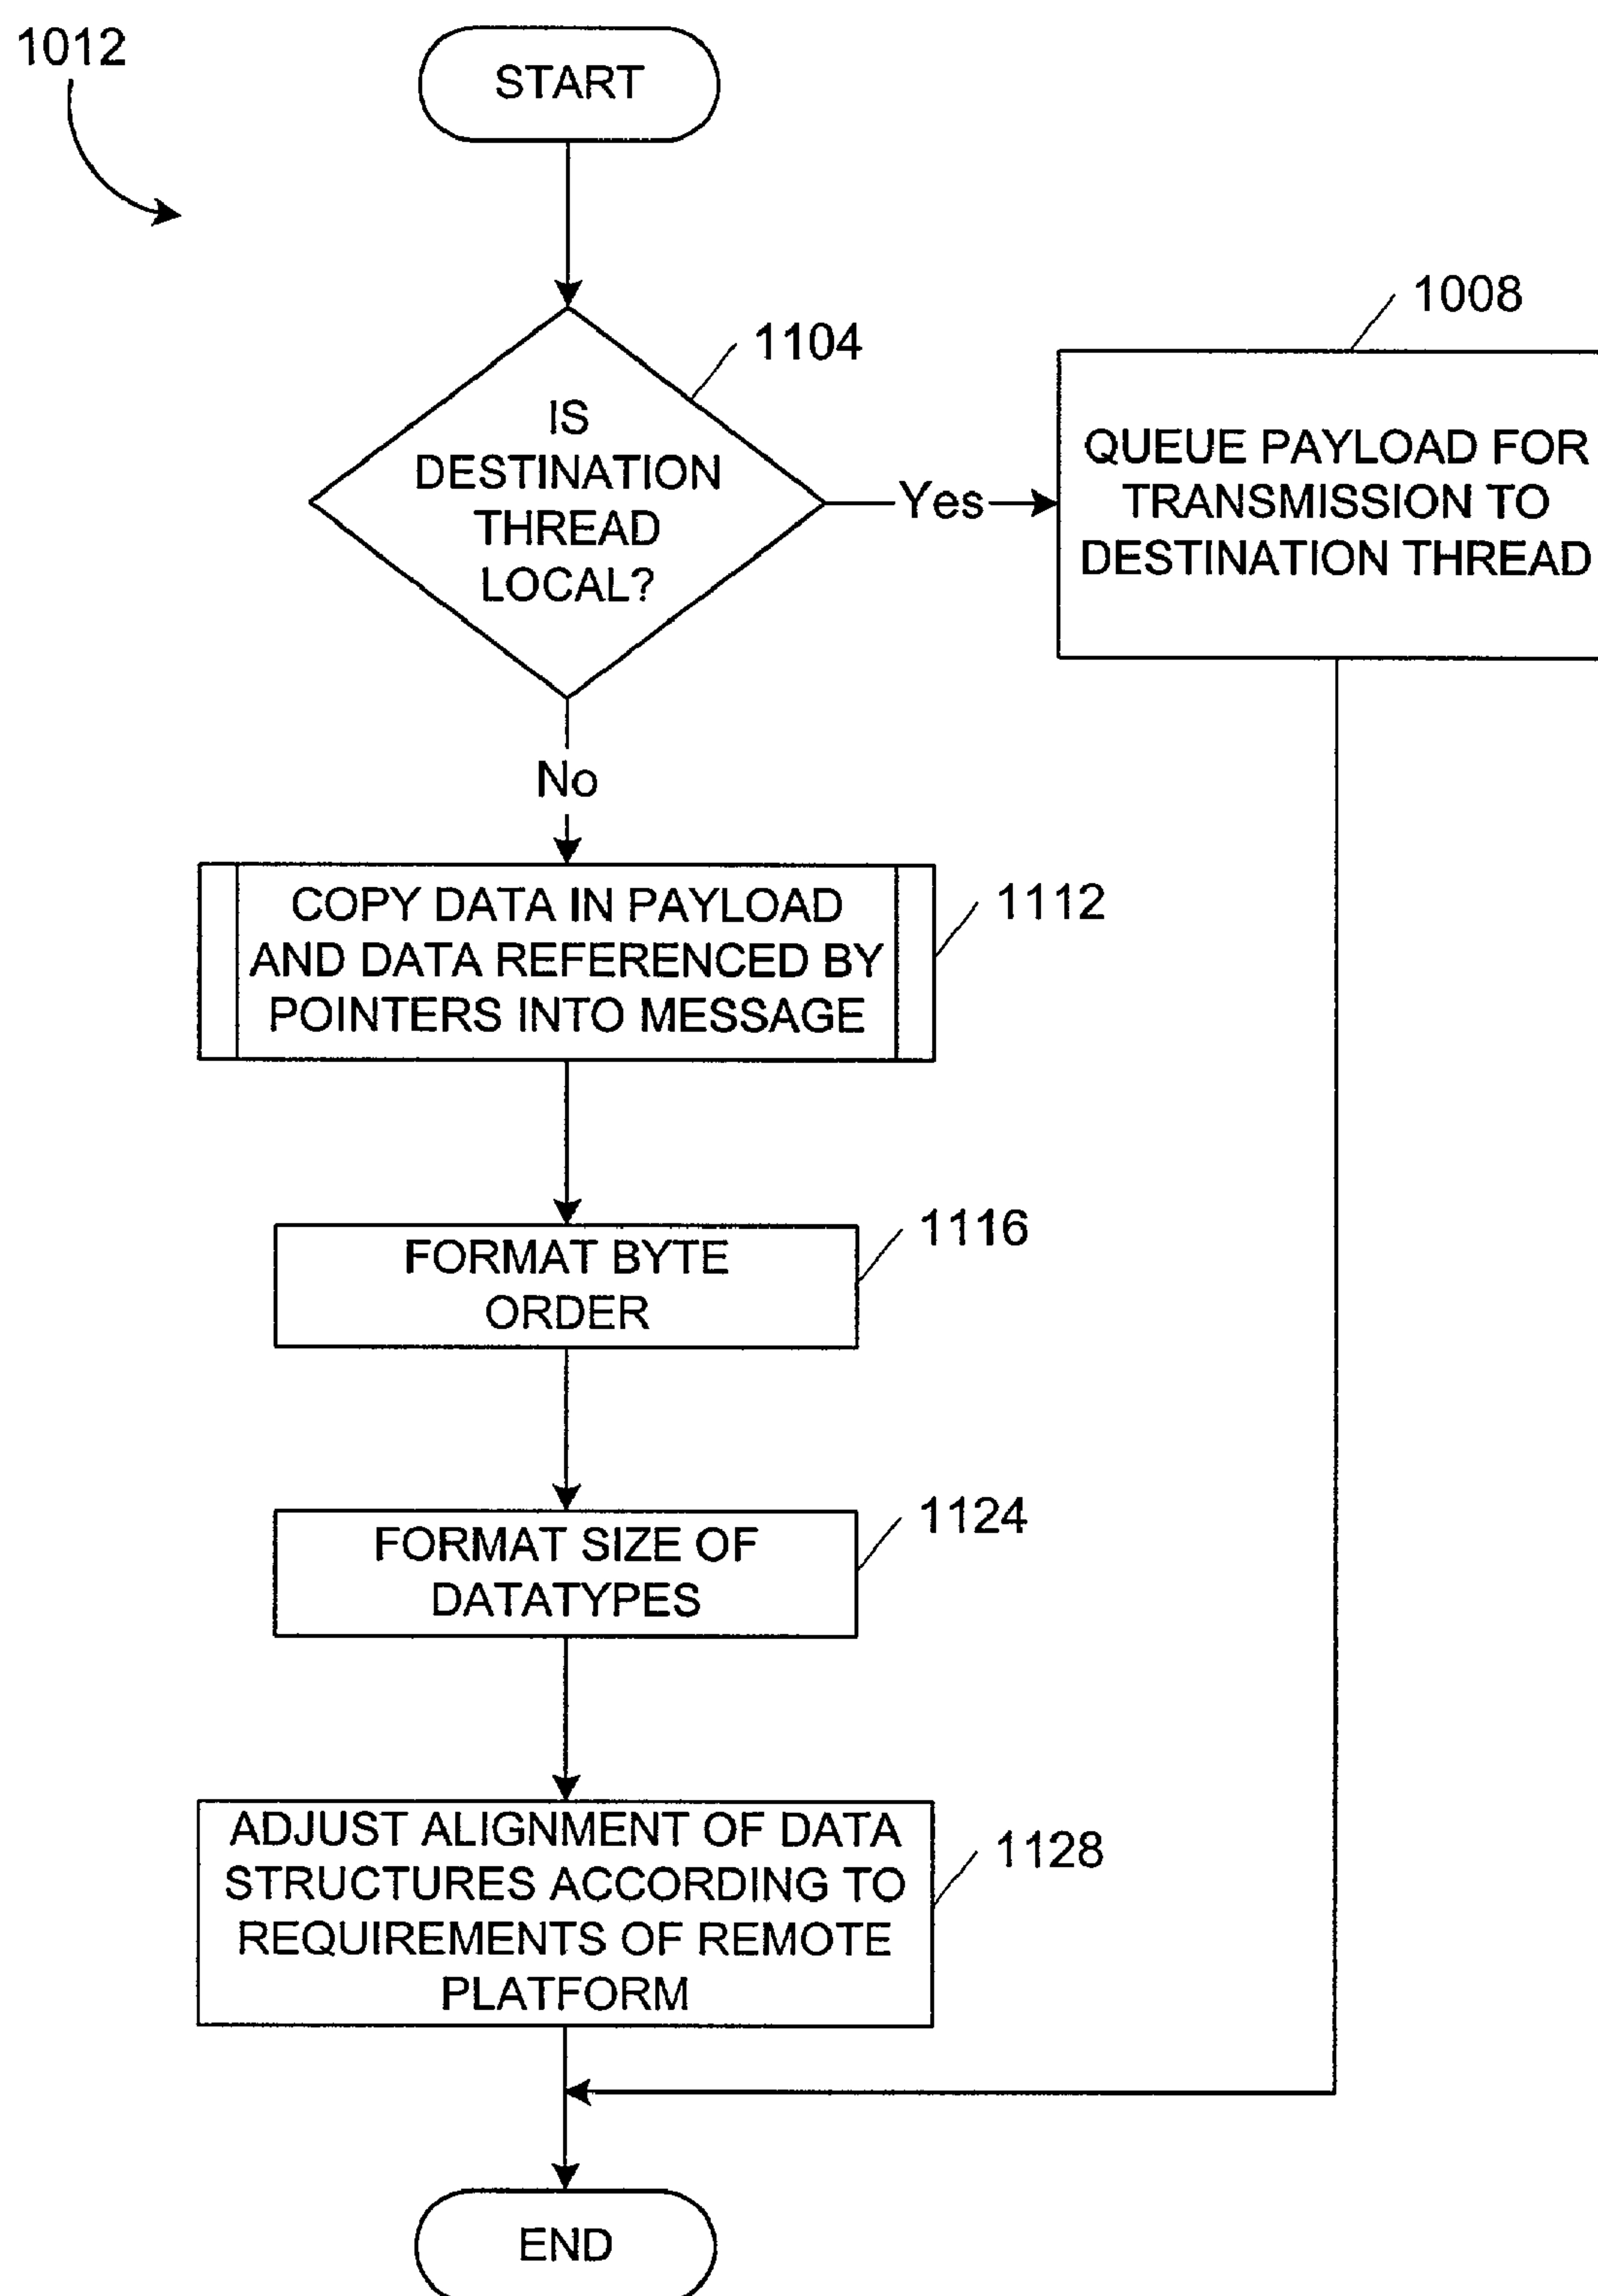 1012
START
1104
IS
DESTINATION
THREAD
LOCAL?
Yes
1008
QUEUE PAYLOAD FOR
TRANSMISSION TO
DESTINATION THREAD
No
COPY DATA IN PAYLOAD
AND DATA REFERENCED BY
POINTERS INTO MESSAGE
1112
FORMAT BYTE
ORDER
1116
FORMAT SIZE OF
DATATYPES
1124
ADJUST ALIGNMENT OF DATA
STRUCTURES ACCORDING TO
REQUIREMENTS OF REMOTE
PLATFORM
1128
END